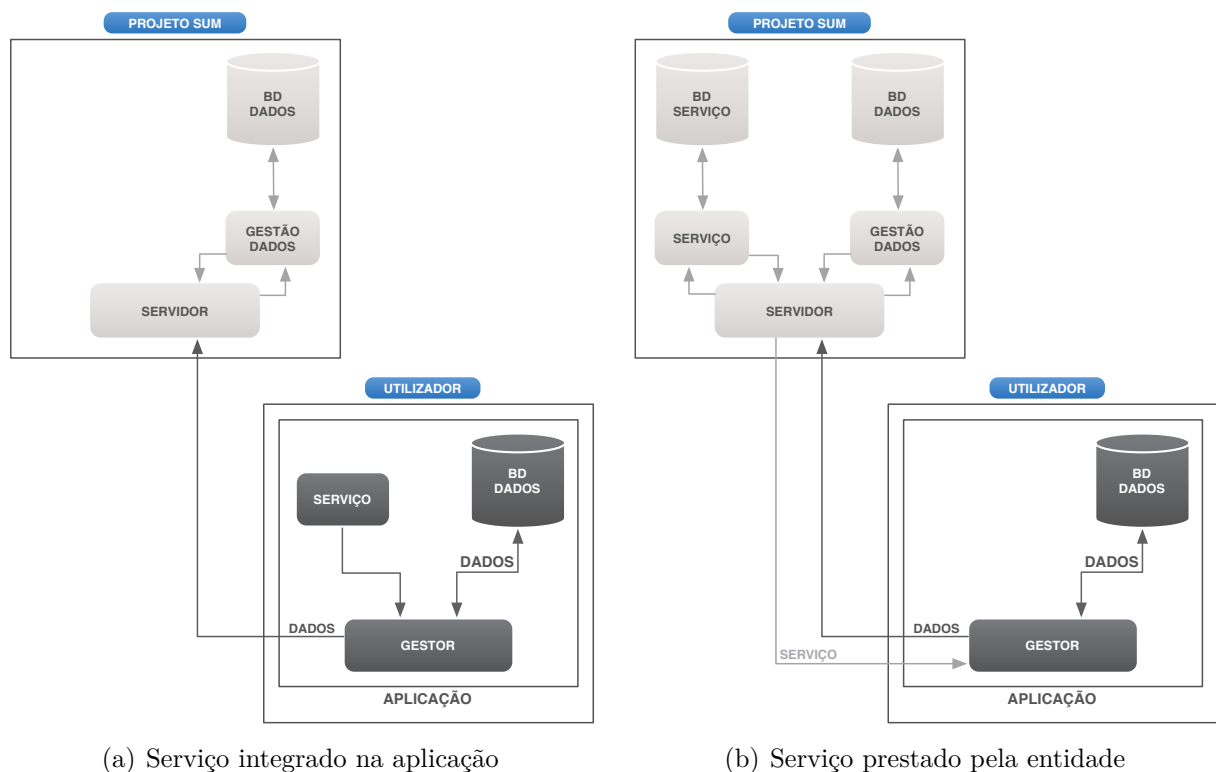 PROJETO SUM
BD
DADOS
GESTÃO
DADOS
SERVIDOR
UTILIZADOR
SERVIÇO
BD
DADOS
DADOS
DADOS
GESTOR
APLICAÇÃO
(a) Serviço integrado na aplicação
PROJETO SUM
BD
SERVIÇO
BD
DADOS
SERVIÇO
GESTÃO
DADOS
SERVIDOR
UTILIZADOR
BD
DADOS
DADOS
DADOS
SERVIÇO
GESTOR
APLICAÇÃO
(b) Serviço prestado pela entidade